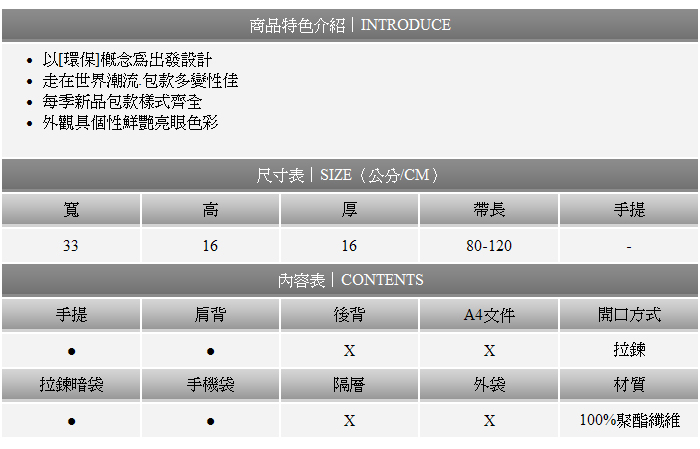 商品特色介紹｜INTRODUCE
• 以[環保]概念為出發設計
• 走在世界潮流.包款多變性佳
• 每季新品包款樣式齊全
• 外觀具個性鮮艷亮眼色彩
尺寸表｜SIZE（公分/CM）
寬 高 厚 帶長 手提
33 16 16 80-120 -
內容表｜CONTENTS
手提 肩背 後背 A4文件 開口方式
● ● X X 拉鍊
拉鍊暗袋 手機袋 隔層 外袋 材質
● ● X X 100%聚酯纖維